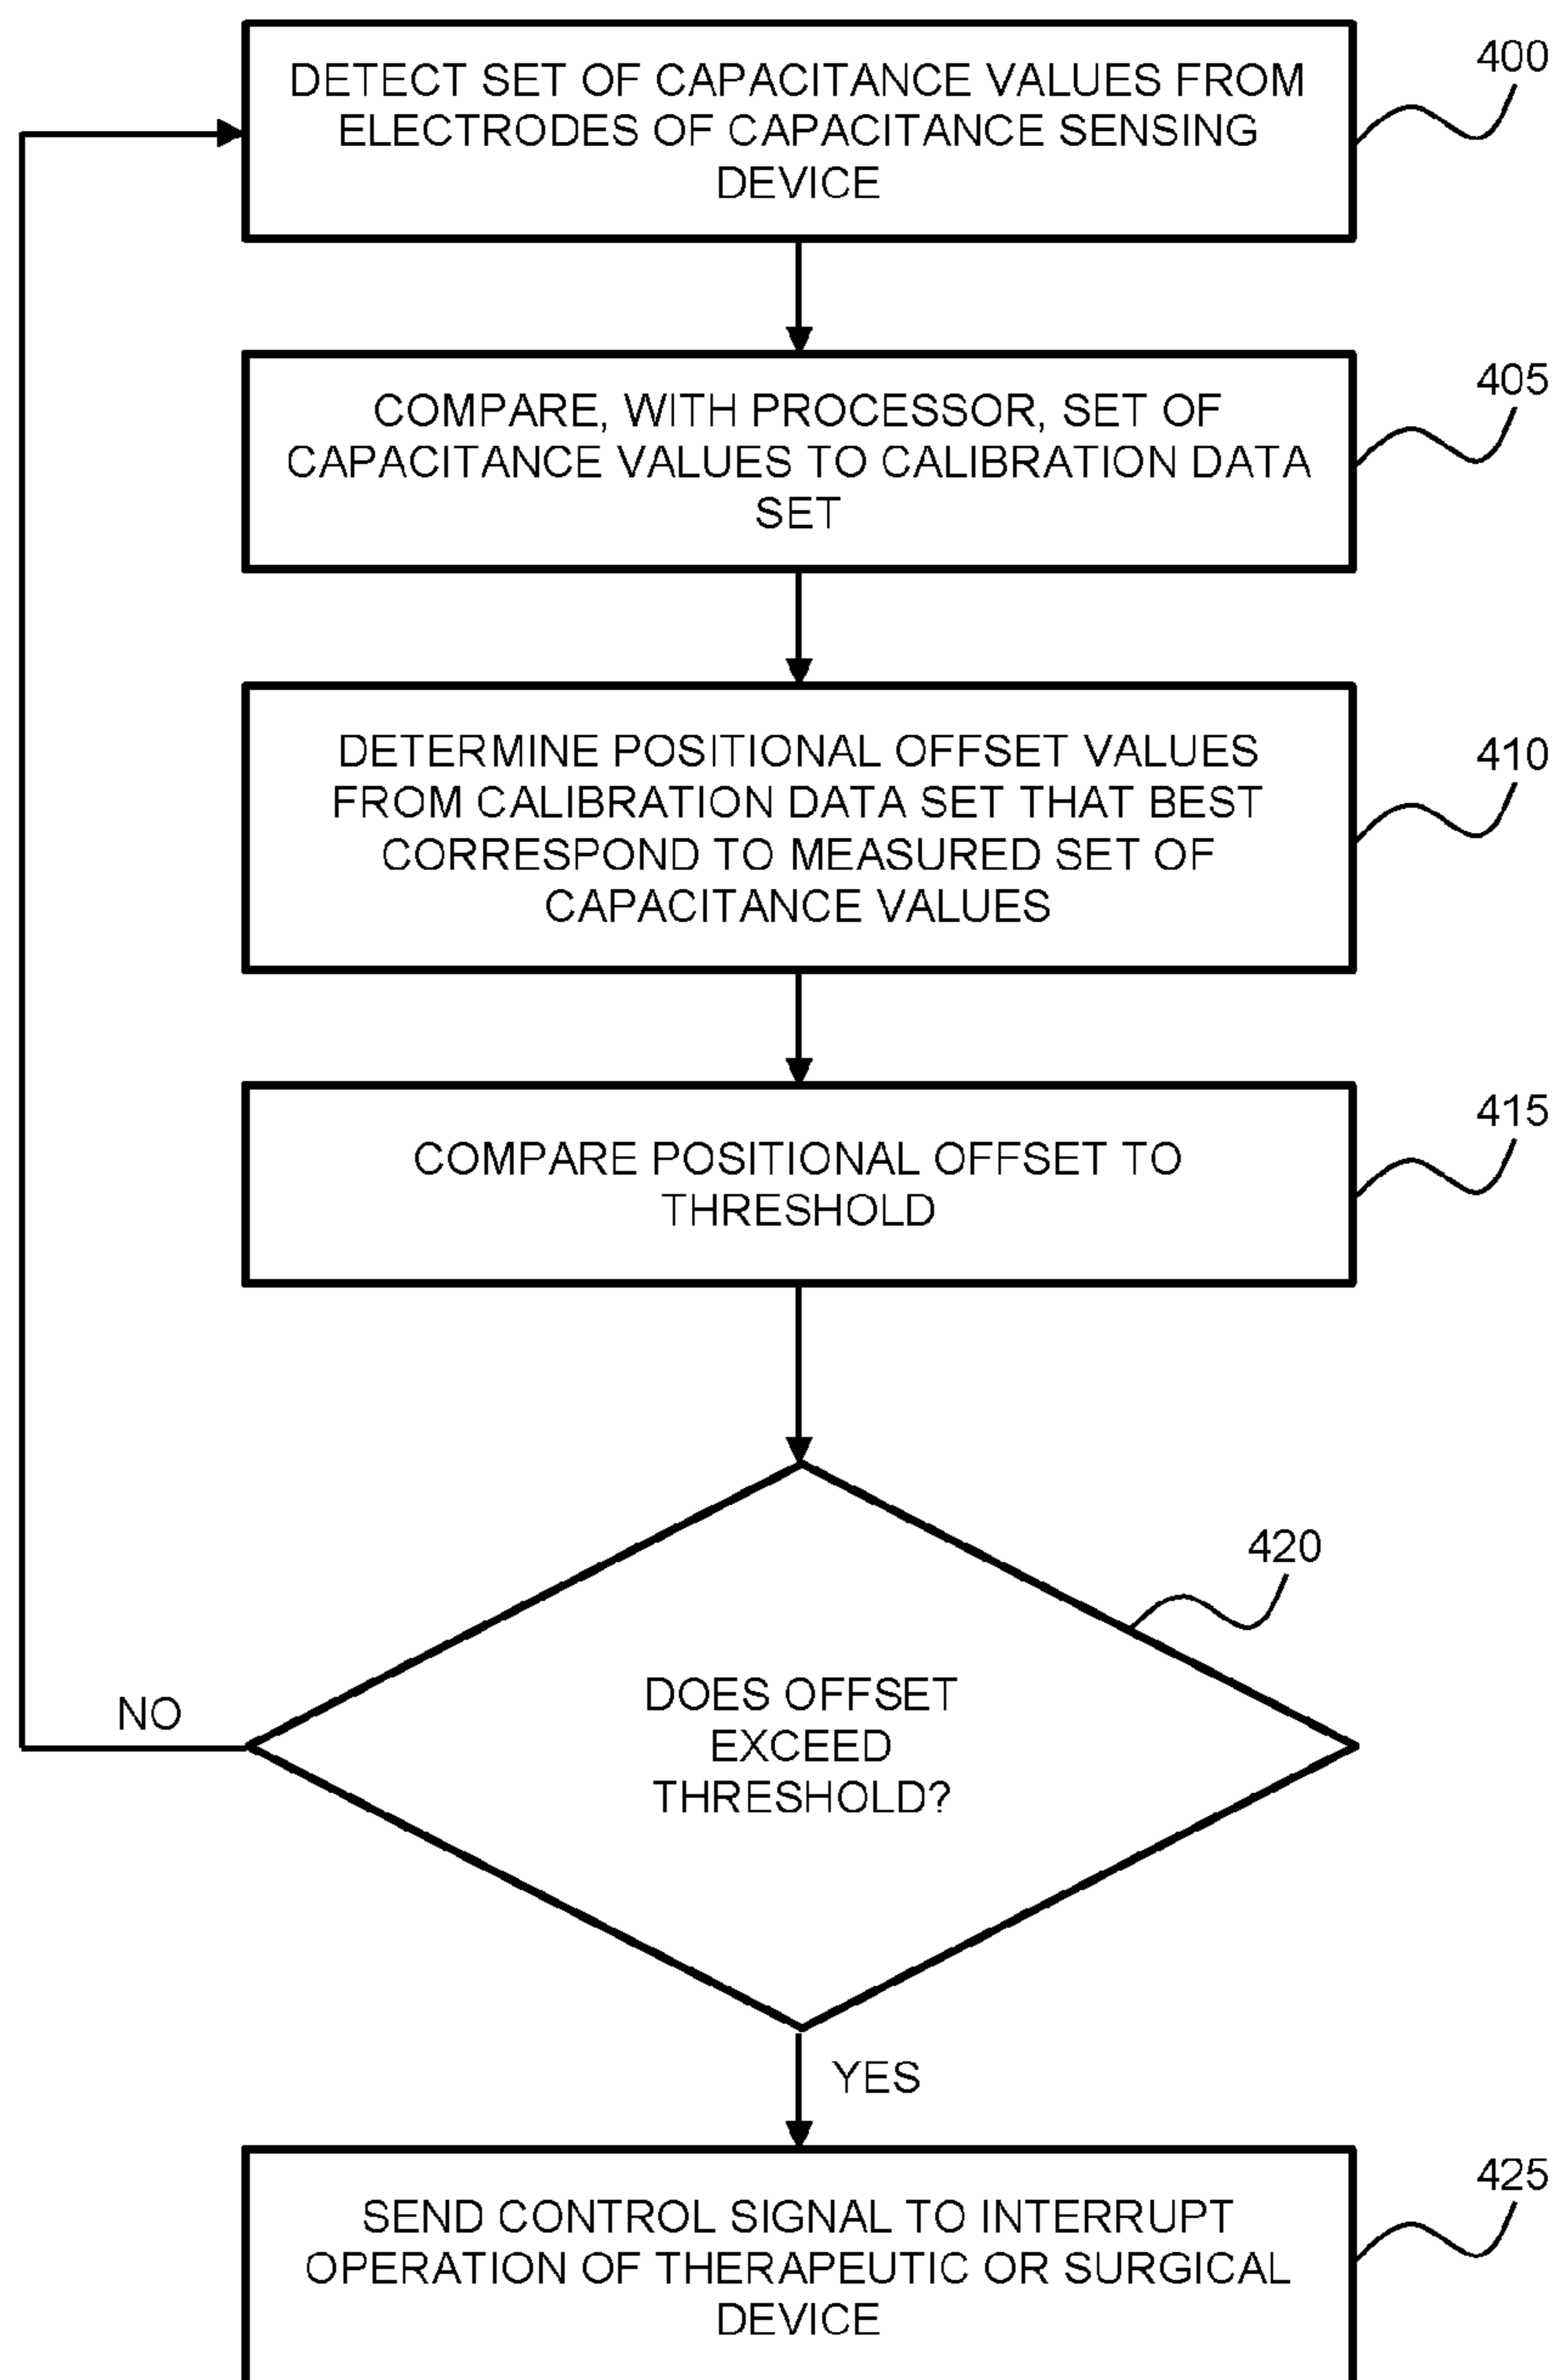 400
DETECT SET OF CAPACITANCE VALUES FROM
ELECTRODES OF CAPACITANCE SENSING
DEVICE
405
COMPARE, WITH PROCESSOR, SET OF
CAPACITANCE VALUES TO CALIBRATION DATA
SET
410
DETERMINE POSITIONAL OFFSET VALUES
FROM CALIBRATION DATA SET THAT BEST
CORRESPOND TO MEASURED SET OF
CAPACITANCE VALUES
415
COMPARE POSITIONAL OFFSET TO
THRESHOLD
420
DOES OFFSET
EXCEED
THRESHOLD?
NO
YES
425
SEND CONTROL SIGNAL TO INTERRUPT
OPERATION OF THERAPEUTIC OR SURGICAL
DEVICE